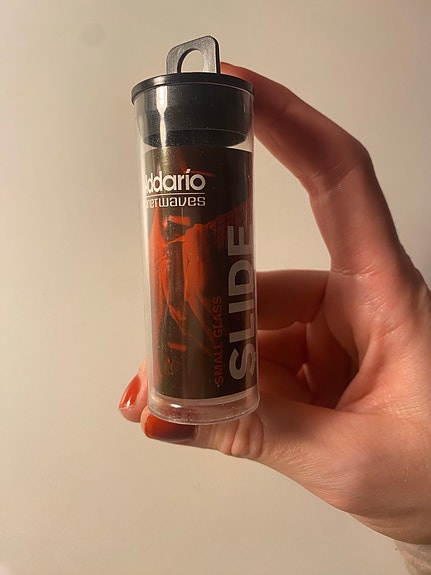 ddario
netwaves
SMALL GLASS
SLIDE